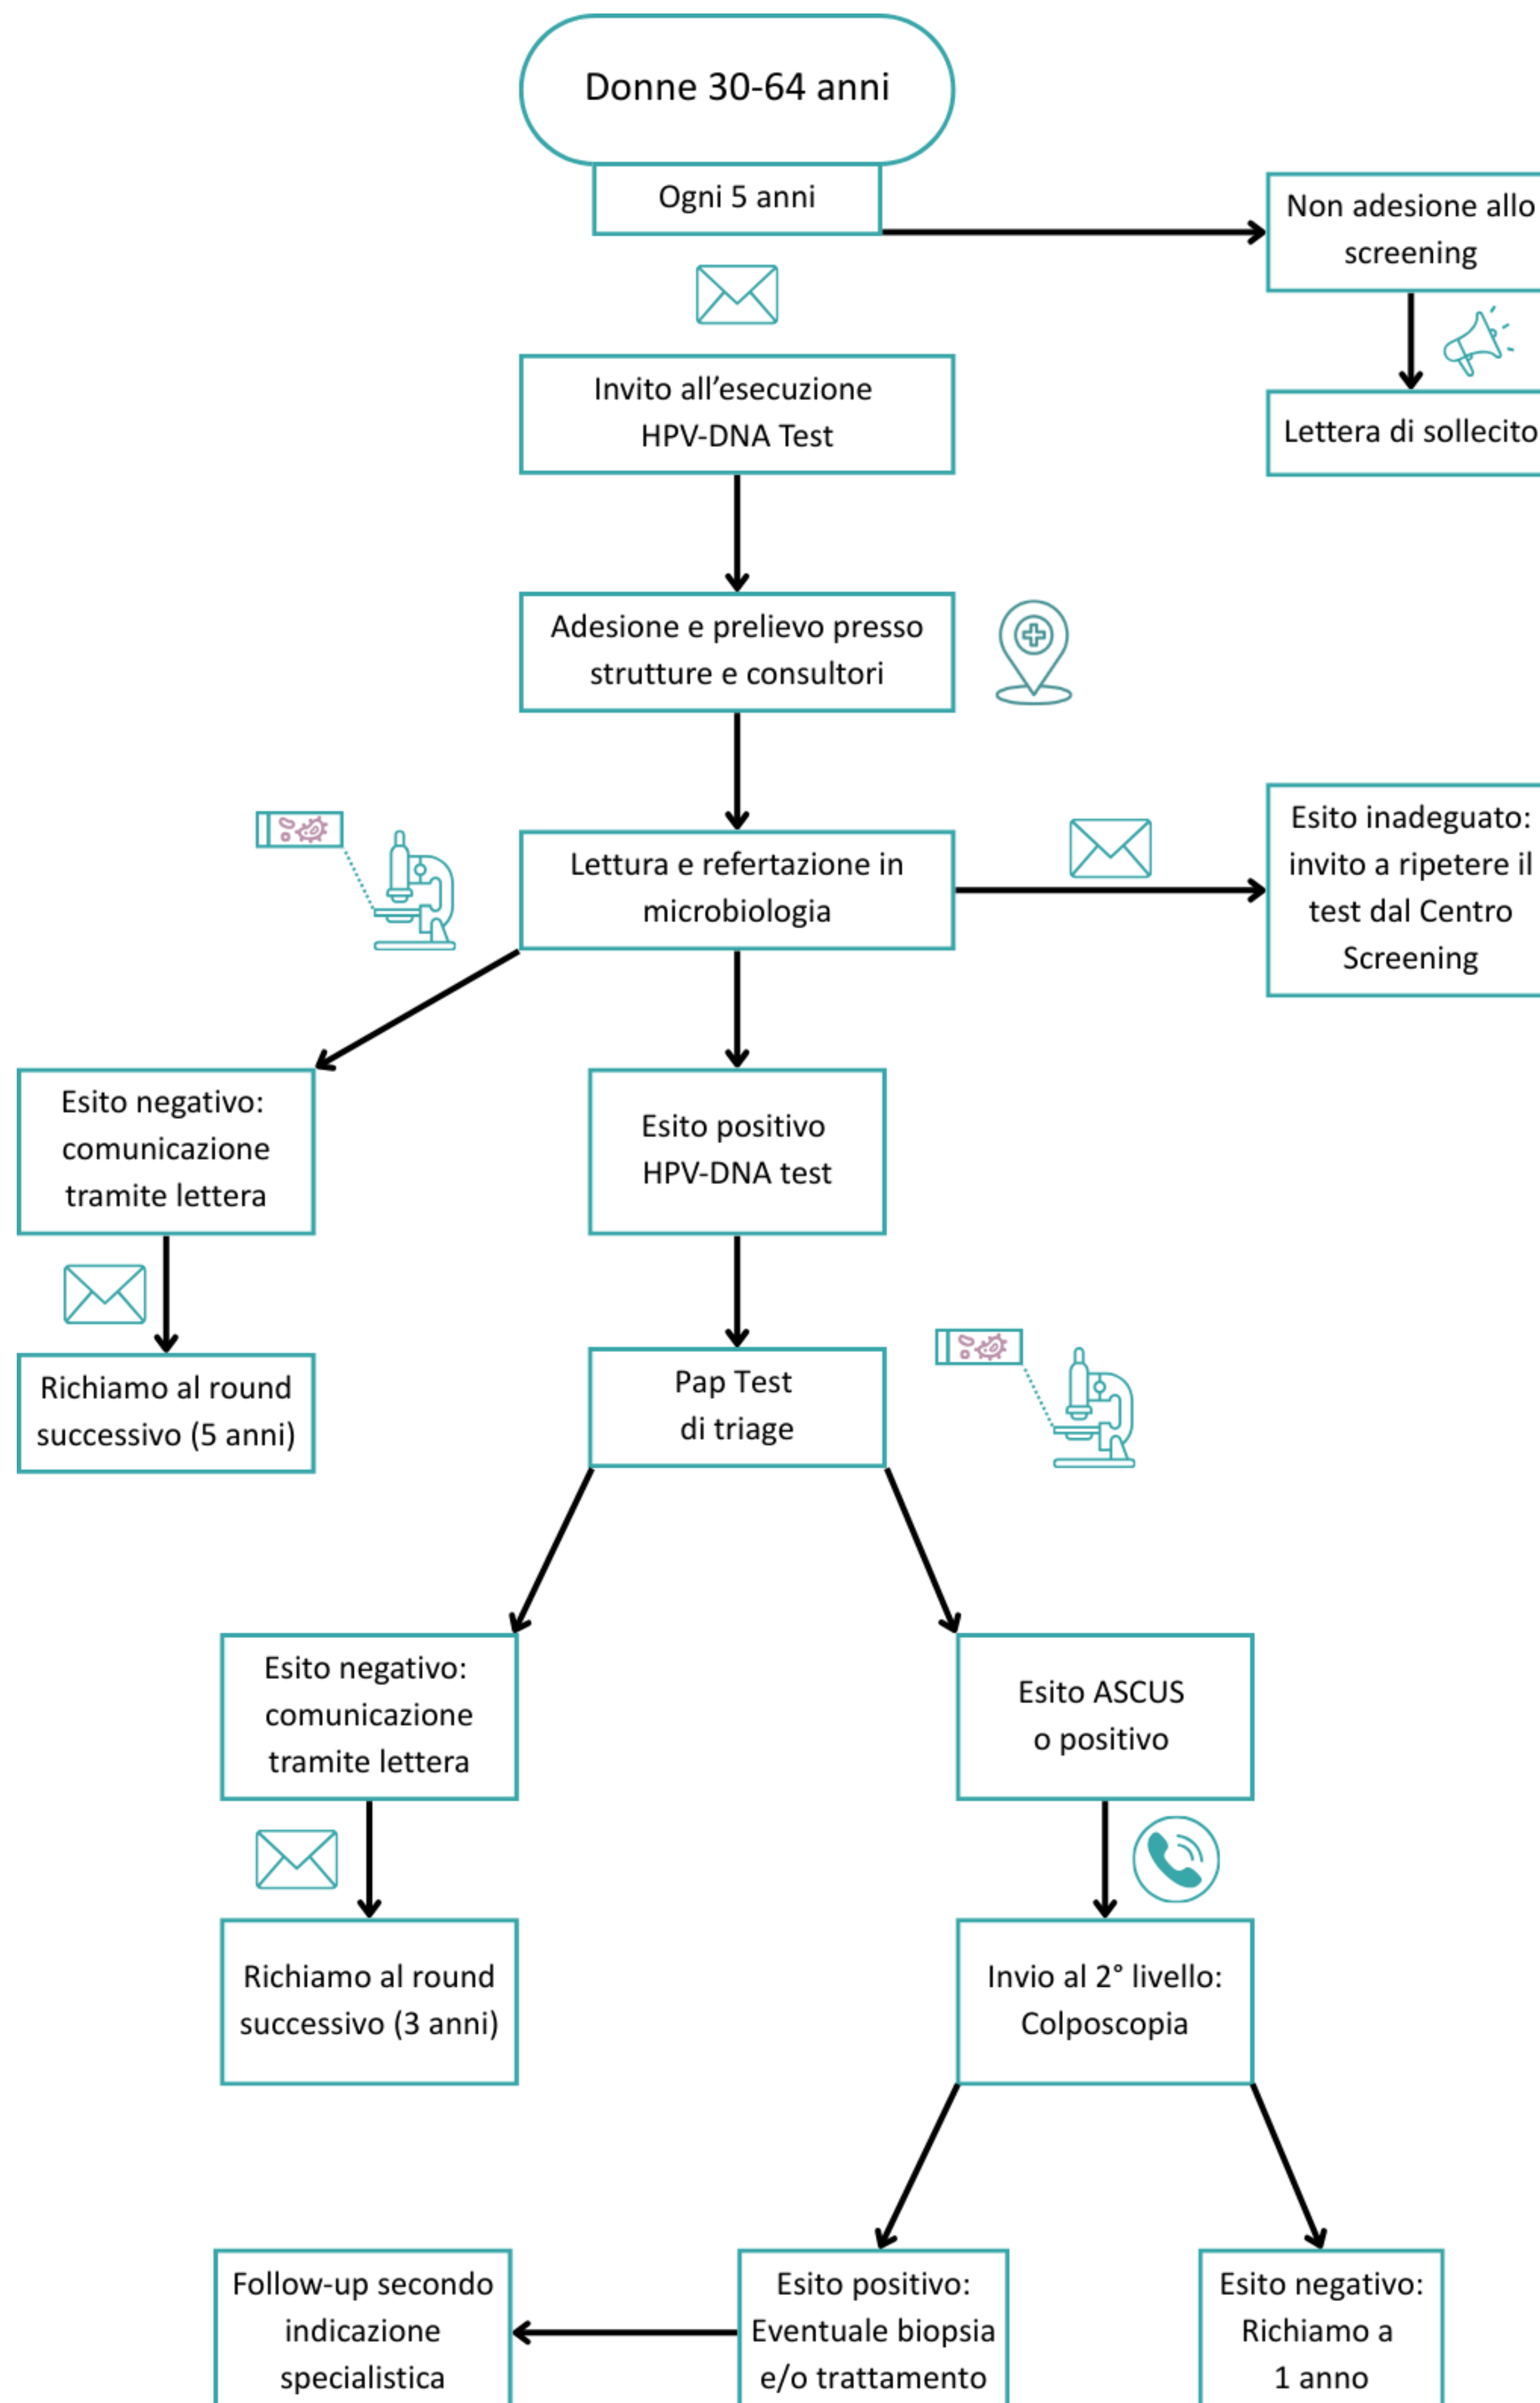 Donne 30-64 anni
Ogni 5 anni
Non adesione allo
screening
Lettera di sollecito
Invito all’esecuzione
HPV-DNA Test
Adesione e prelievo presso
strutture e consultori
Lettura e refertazione in
microbiologia
Esito inadeguato:
invito a ripetere il
test dal Centro
Screening
Esito negativo:
comunicazione
tramite lettera
Esito positivo
HPV-DNA test
Richiamo al round
successivo (5 anni)
Pap Test
di triage
Esito negativo:
comunicazione
tramite lettera
Esito ASCUS
o positivo
Richiamo al round
successivo (3 anni)
Invio al 2° livello:
Colposcopia
Follow-up secondo
indicazione
specialistica
Esito positivo:
Eventuale biopsia
e/o trattamento
Esito negativo:
Richiamo a
1 anno